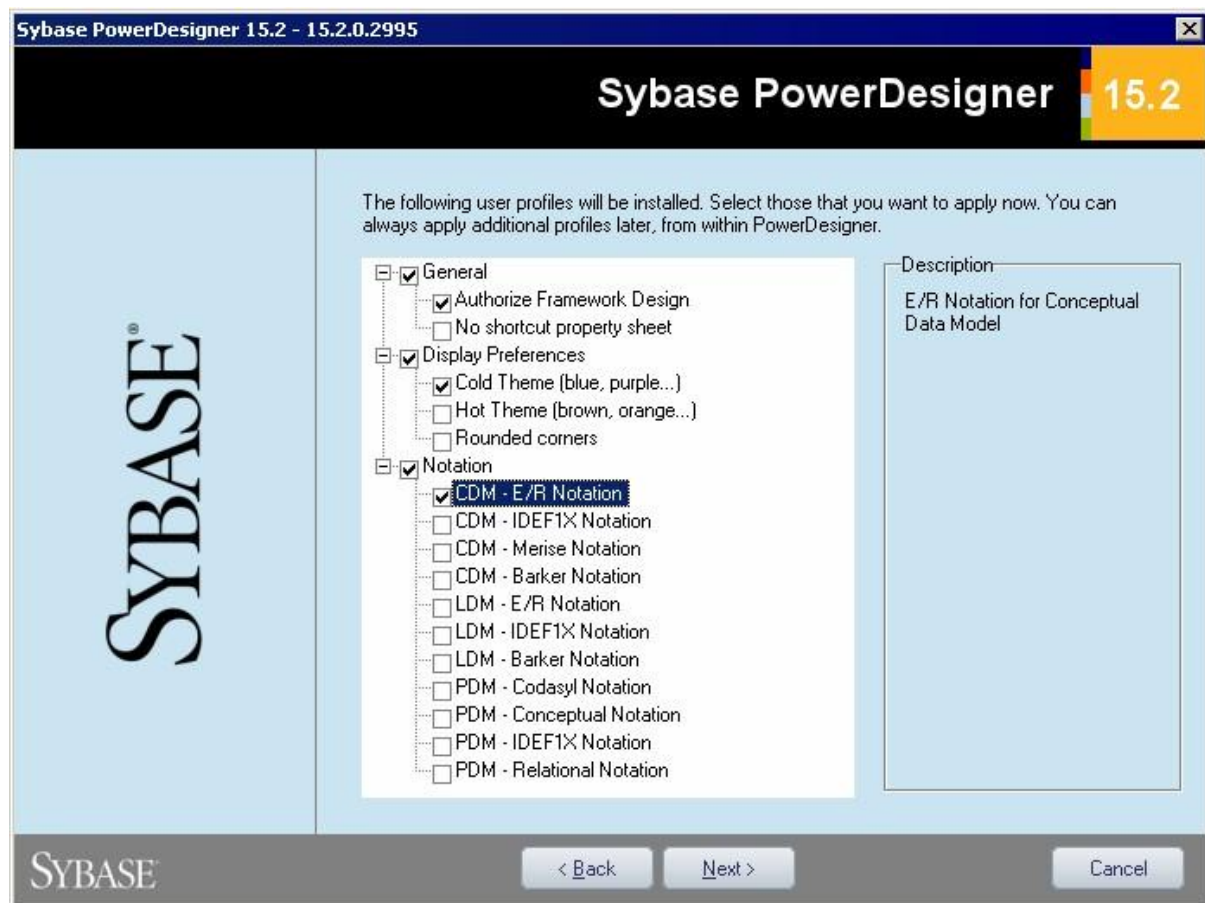 Sybase PowerDesigner 15.2 - 15.2.0.2995
Sybase PowerDesigner 15.2
The following user profiles will be installed. Select those that you want to apply now. You can
always apply additional profiles later, from within PowerDesigner.
General
Authorize Framework Design
No shortcut property sheet
Display Preferences
Cold Theme (blue, purple...)
Hot Theme (brown, orange...)
Rounded corners
Notation
CDM - E/R Notation
CDM - IDEF1X Notation
CDM - Merise Notation
CDM - Barker Notation
LDM - E/R Notation
LDM - IDEF1X Notation
LDM - Barker Notation
PDM - Codasyl Notation
PDM - Conceptual Notation
PDM - IDEF1X Notation
PDM - Relational Notation
Description
E/R Notation for Conceptual
Data Model
SYBASE®
SYBASE
< Back
Next >
Cancel